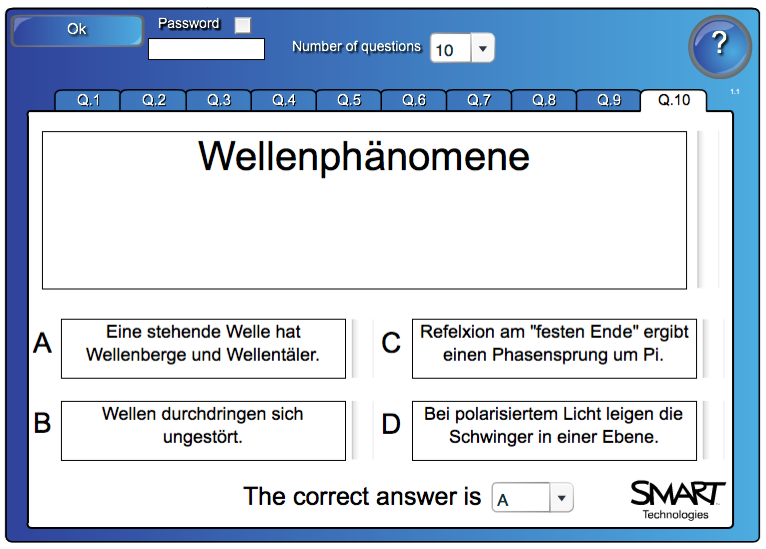 Ok
Password
Number of questions
10
?
Q.1
Q.2
Q.3
Q.4
Q.5
Q.6
Q.7
Q.8
Q.9
Q.10
1.1
Wellenphänomene
A
Eine stehende Welle hat
Wellenberge und Wellentäler.
C
Refelxion am "festen Ende" ergibt
einen Phasensprung um Pi.
B
Wellen durchdringen sich
ungestört.
D
Bei polarisiertem Licht leigen die
Schwinger in einer Ebene.
The correct answer is
A
SMART
Technologies